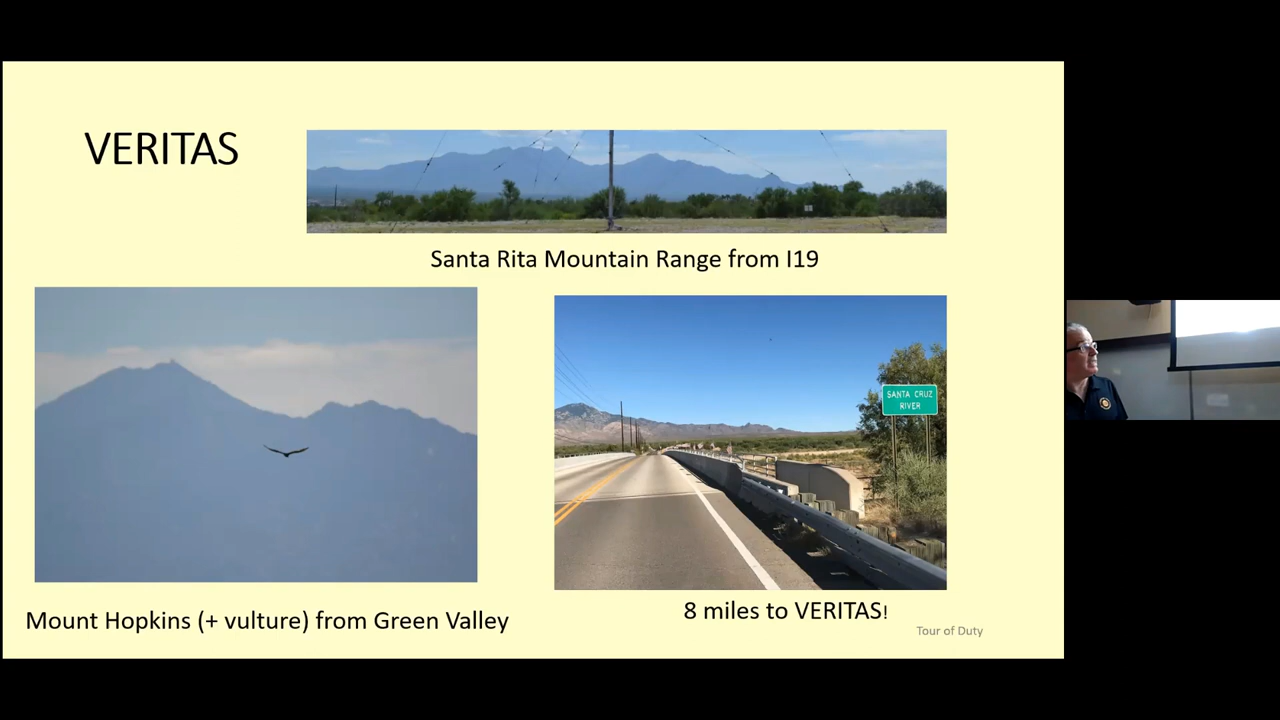 VERITAS
Santa Rita Mountain Range from I19
SANTA CRUZ
RIVER
Mount Hopkins (+ vulture) from Green Valley
8 miles to VERITAS!
Tour of Duty